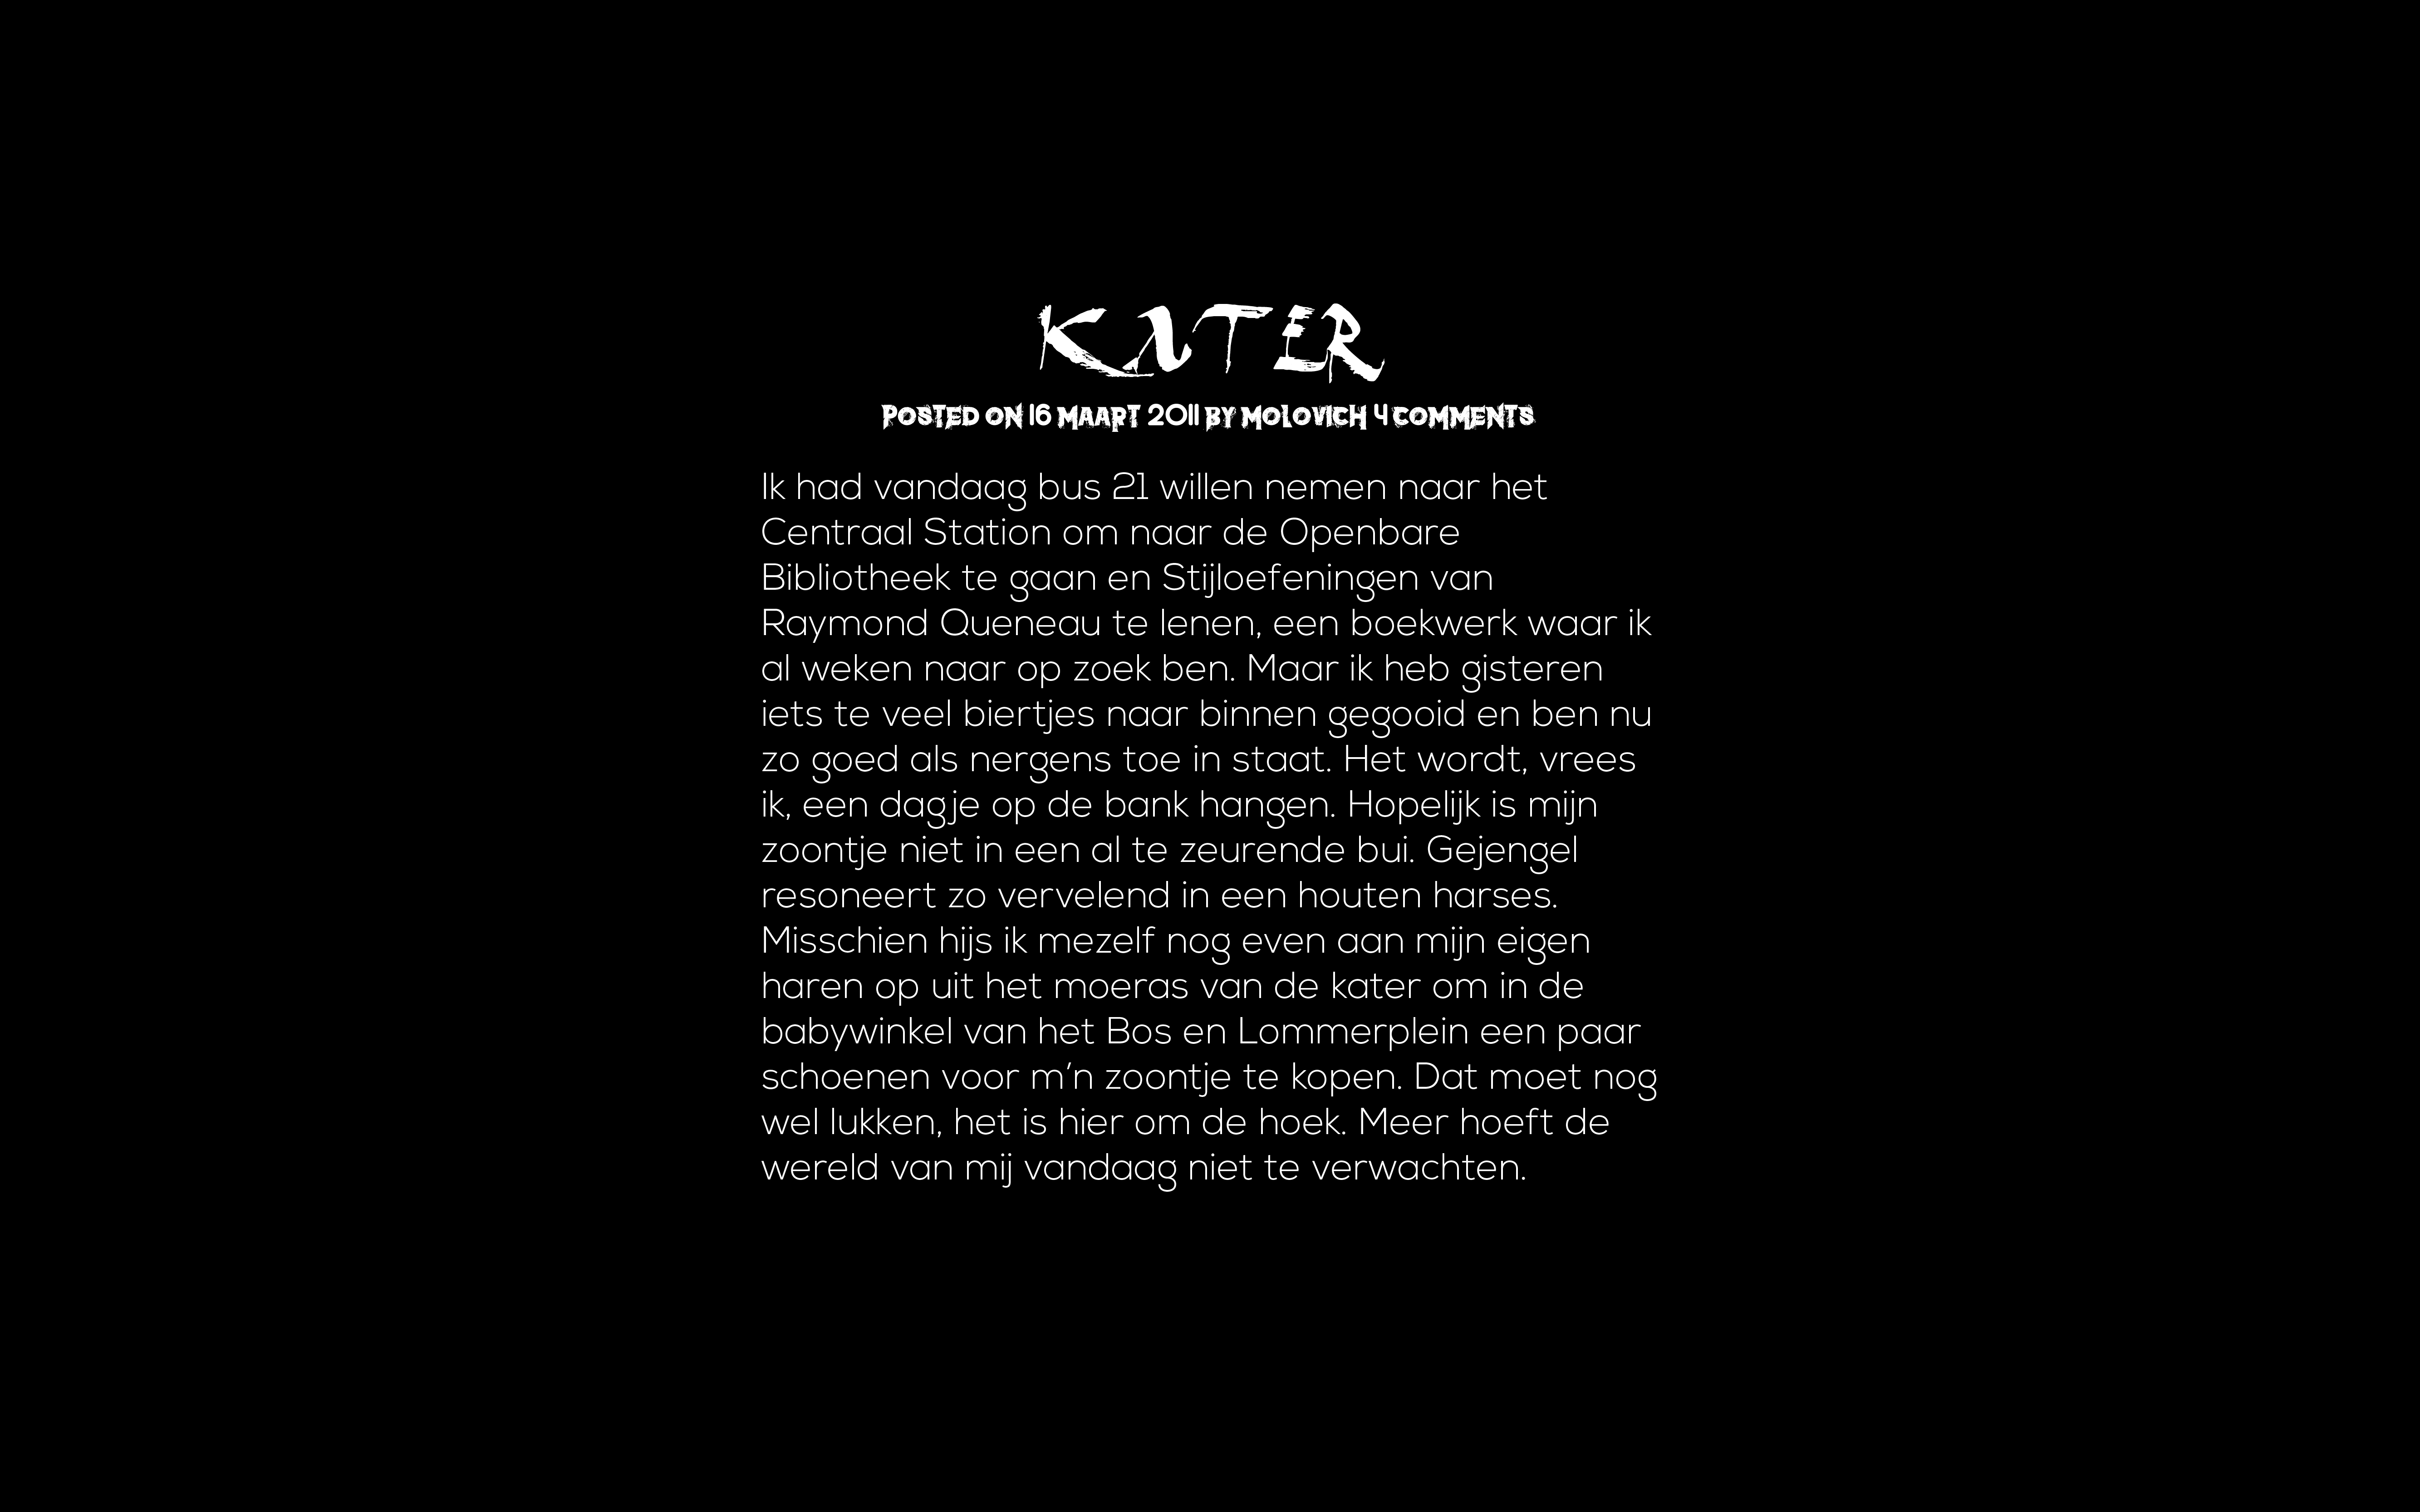 KATER
POSTED ON 16 MAART 2011 BY MOLOVICH 4 COMMENTS
Ik had vandaag bus 21 willen nemen naar het
Centraal Station om naar de Openbare
Bibliotheek te gaan en Stijloefeningen van
Raymond Queneau te lenen, een boekwerk waar ik
al weken naar op zoek ben. Maar ik heb gisteren
iets te veel biertjes naar binnen gegooid en ben nu
zo goed als nergens toe in staat. Het wordt, vrees
ik, een dagje op de bank hangen. Hopelijk is mijn
zoontje niet in een al te zeurende bui. Gejengel
resoneert zo vervelend in een houten harses.
Misschien hijs ik mezelf nog even aan mijn eigen
haren op uit het moeras van de kater om in de
babywinkel van het Bos en Lommerplein een paar
schoenen voor m’n zoontje te kopen. Dat moet nog
wel lukken, het is hier om de hoek. Meer hoeft de
wereld van mij vandaag niet te verwachten.